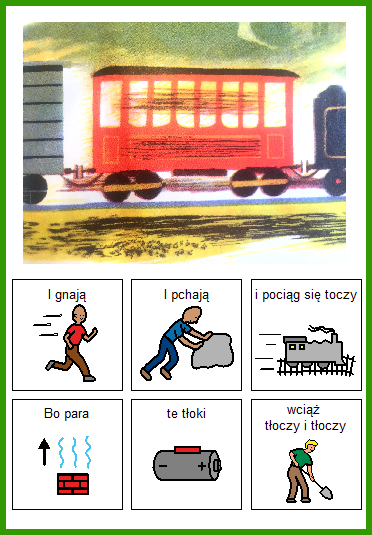 I gnają
I pchają
i pociąg się toczy
Bo para
te tłoki
wciąż
tłoczy i tłoczy